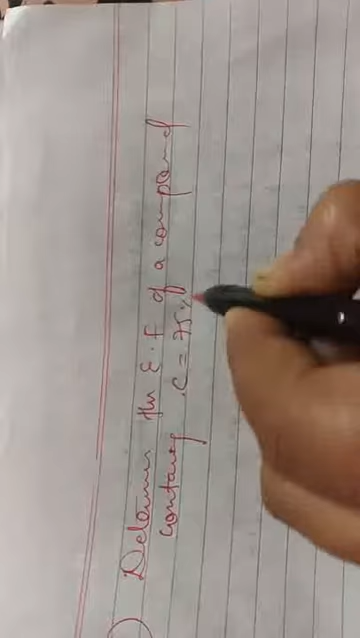 Determine the E.F of a compound
containing C = 75%